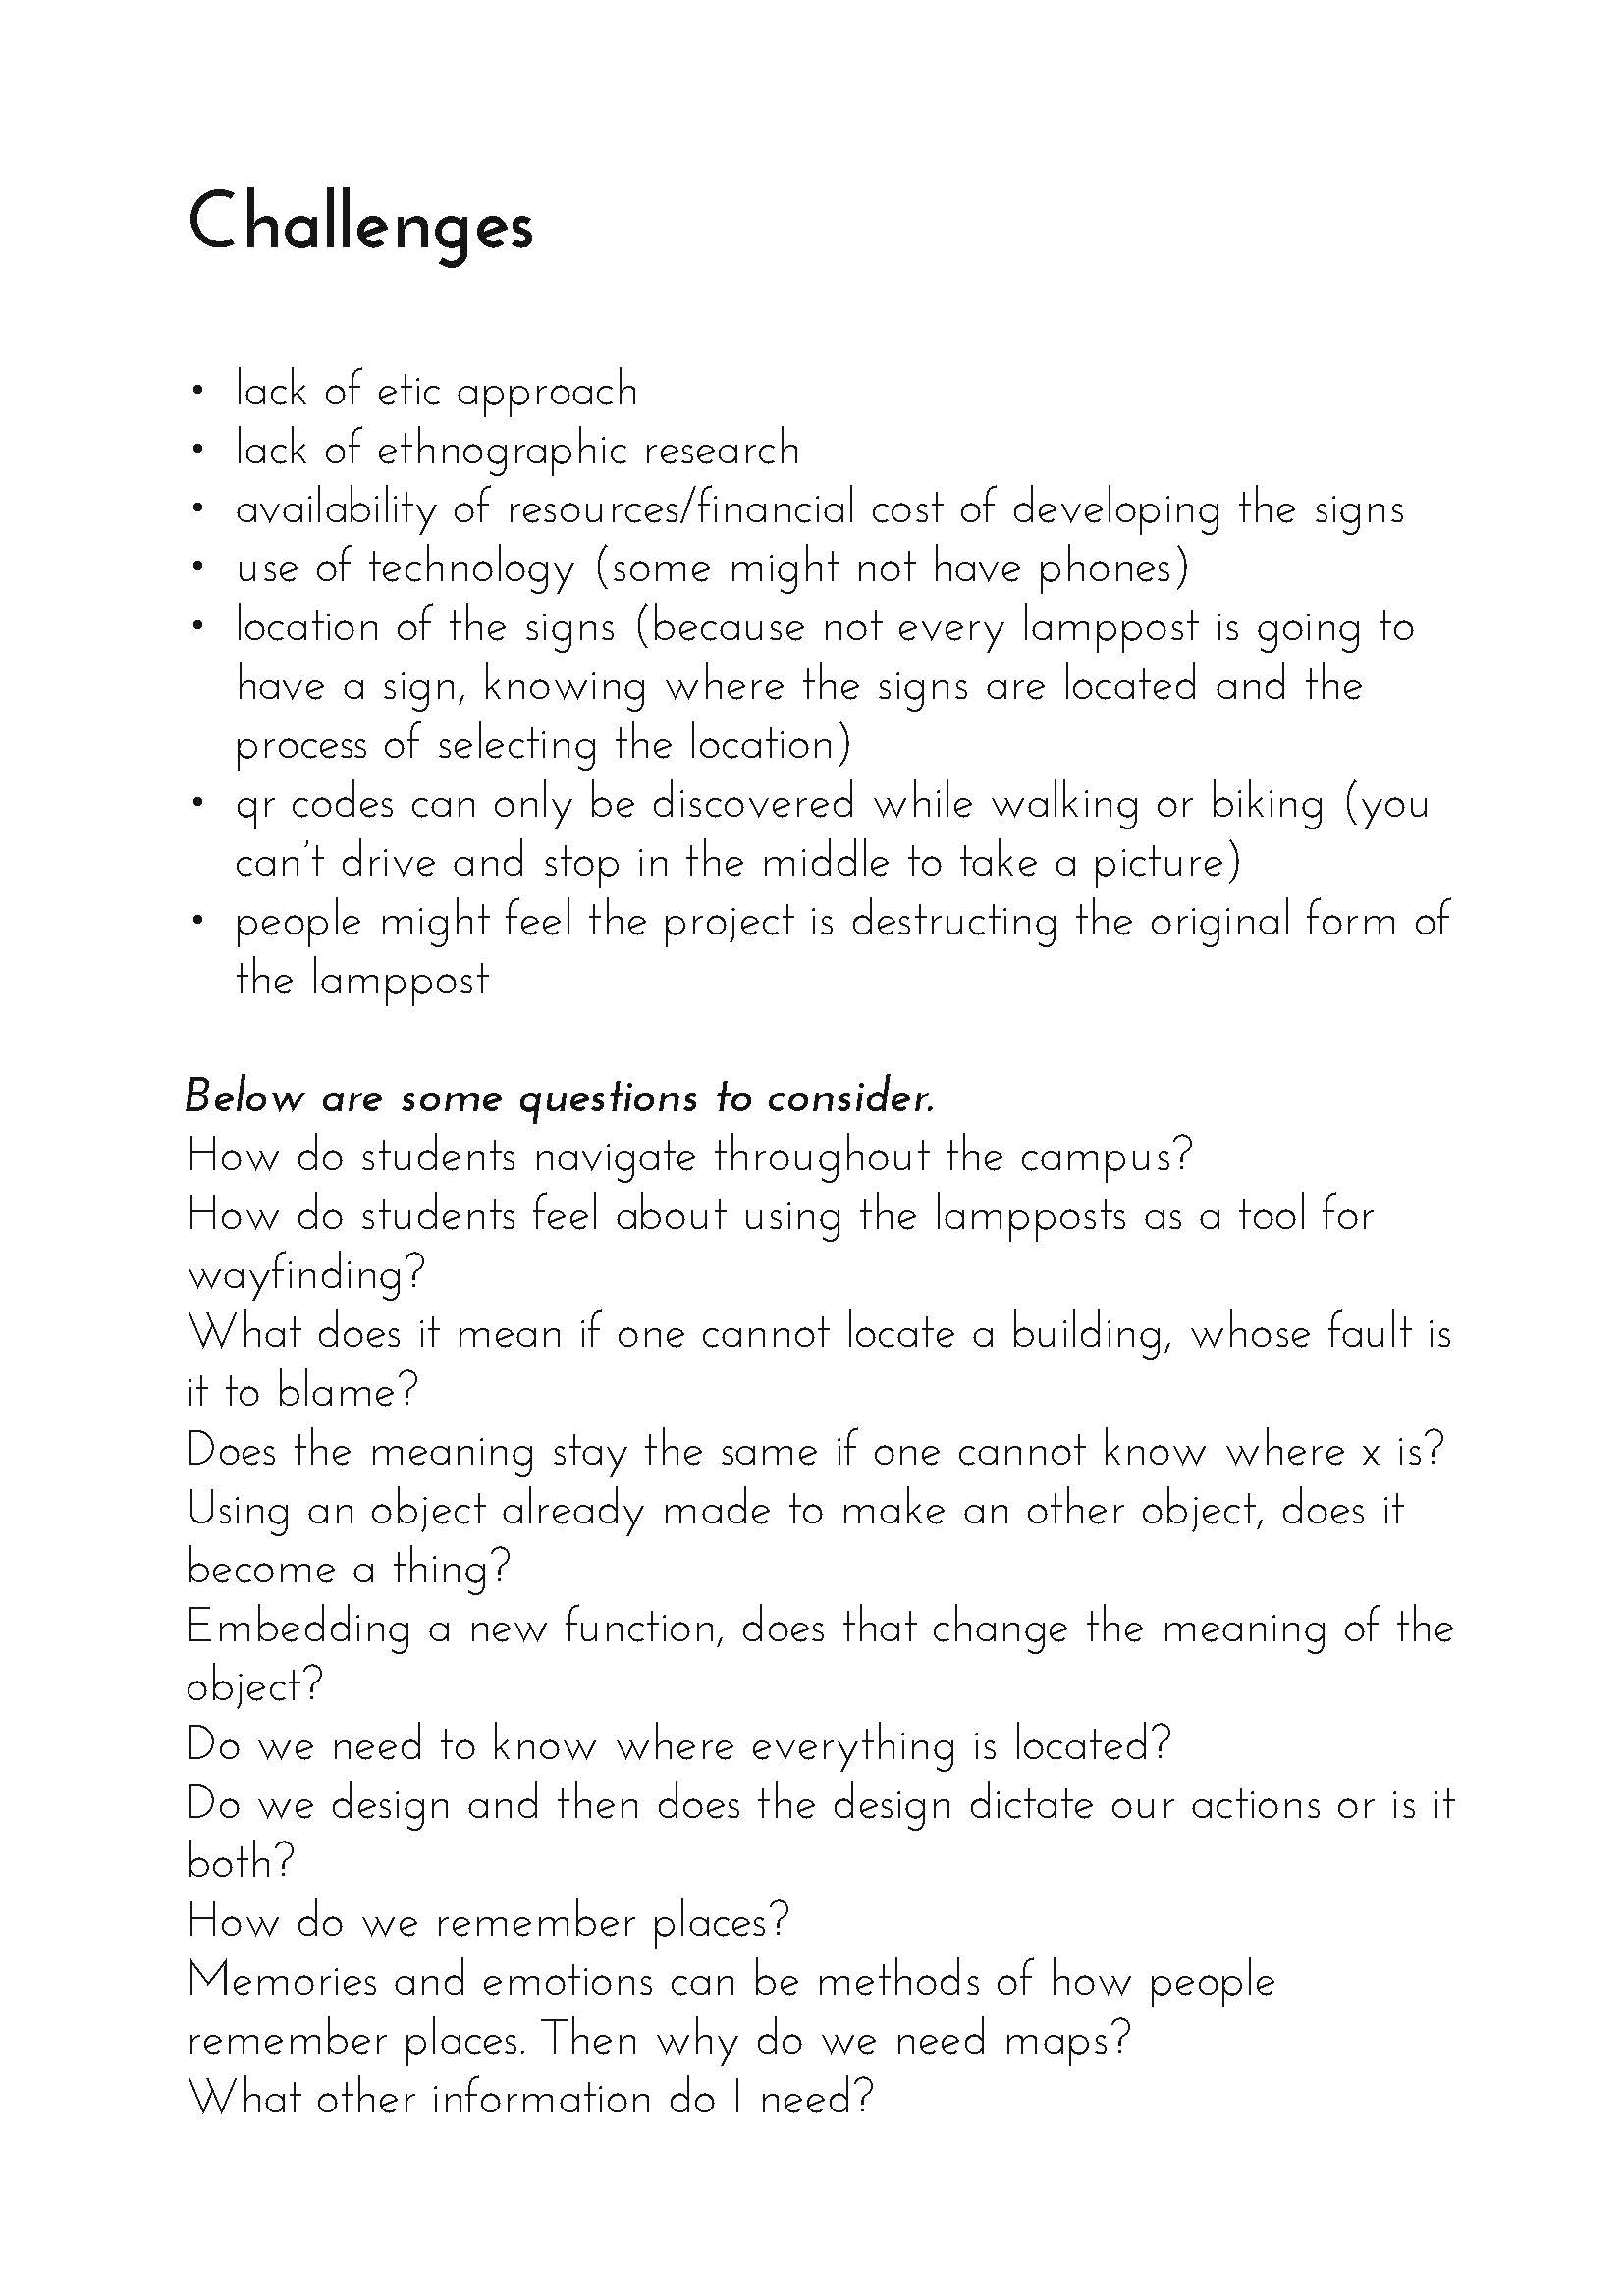 Challenges
• lack of etic approach
• lack of ethnographic research
• availability of resources/financial cost of developing the signs
• use of technology (some might not have phones)
• location of the signs (because not every lamppost is going to
have a sign, knowing where the signs are located and the
process of selecting the location)
• qr codes can only be discovered while walking or biking (you
can't drive and stop in the middle to take a picture)
• people might feel the project is destructing the original form of
the lamppost
Below are some questions to consider.
How do students navigate throughout the campus?
How do students feel about using the lampposts as a tool for
wayfinding?
What does it mean if one cannot locate a building, whose fault is
it to blame?
Does the meaning stay the same if one cannot know where x is?
Using an object already made to make an other object, does it
become a thing?
Embedding a new function, does that change the meaning of the
object?
Do we need to know where everything is located?
Do we design and then does the design dictate our actions or is it
both?
How do we remember places?
Memories and emotions can be methods of how people
remember places. Then why do we need maps?
What other information do I need?